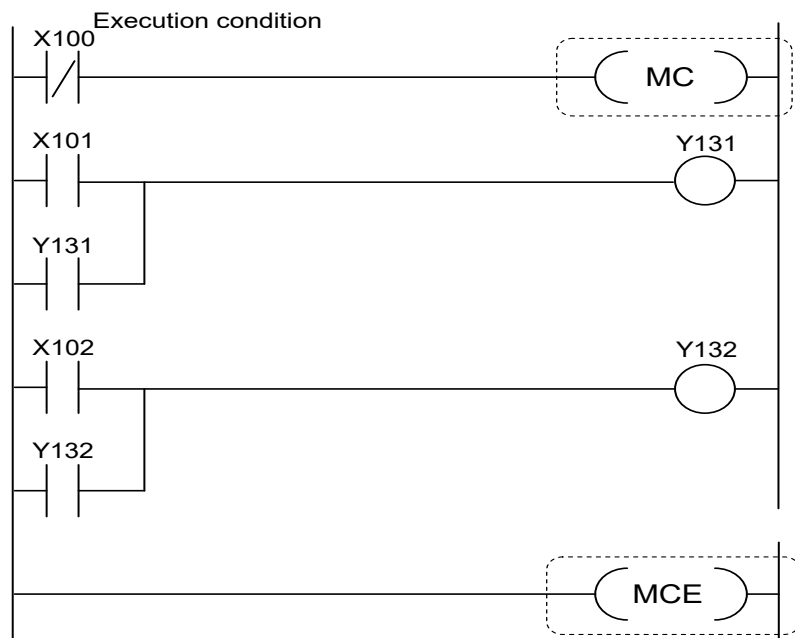 Execution condition
X100
MC
X101
Y131
Y131
X102
Y132
Y132
MCE